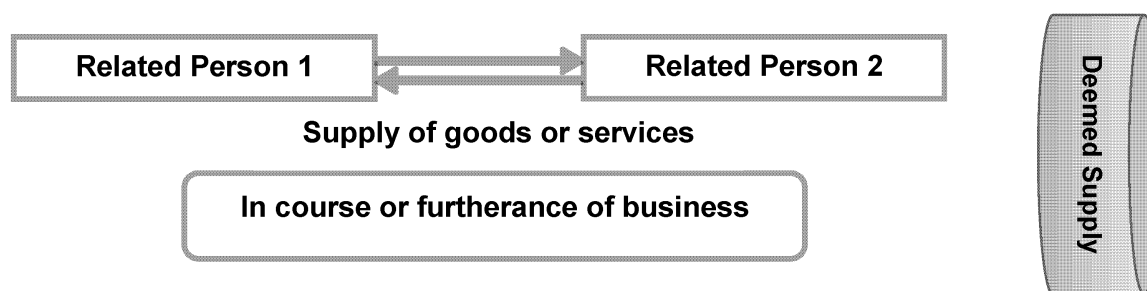 Related Person 1
Related Person 2
Supply of goods or services
In course or furtherance of business
Deemed Supply